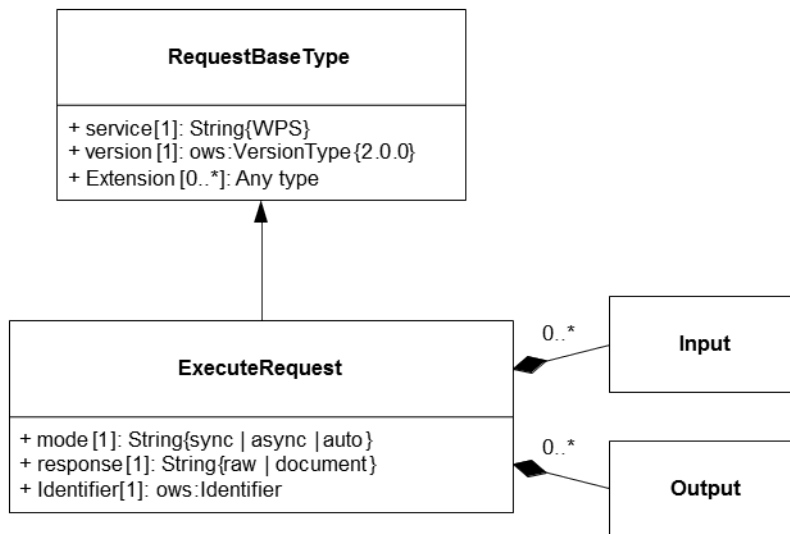 RequestBaseType
+ service[1]: String{WPS}
+ version[1]: ows:VersionType{2.0.0}
+ Extension[0..*]: Any type
ExecuteRequest
+ mode[1]: String{sync | async |auto}
+ response[1]: String{raw | document}
+ Identifier[1]: ows:Identifier
0..*
Input
0..*
Output